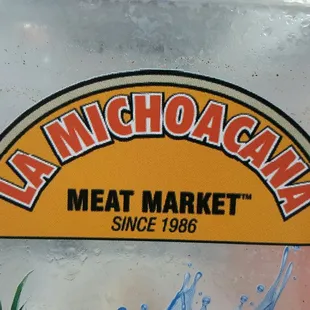 LA MICHOACANA
MEAT MARKET™
SINCE 1986